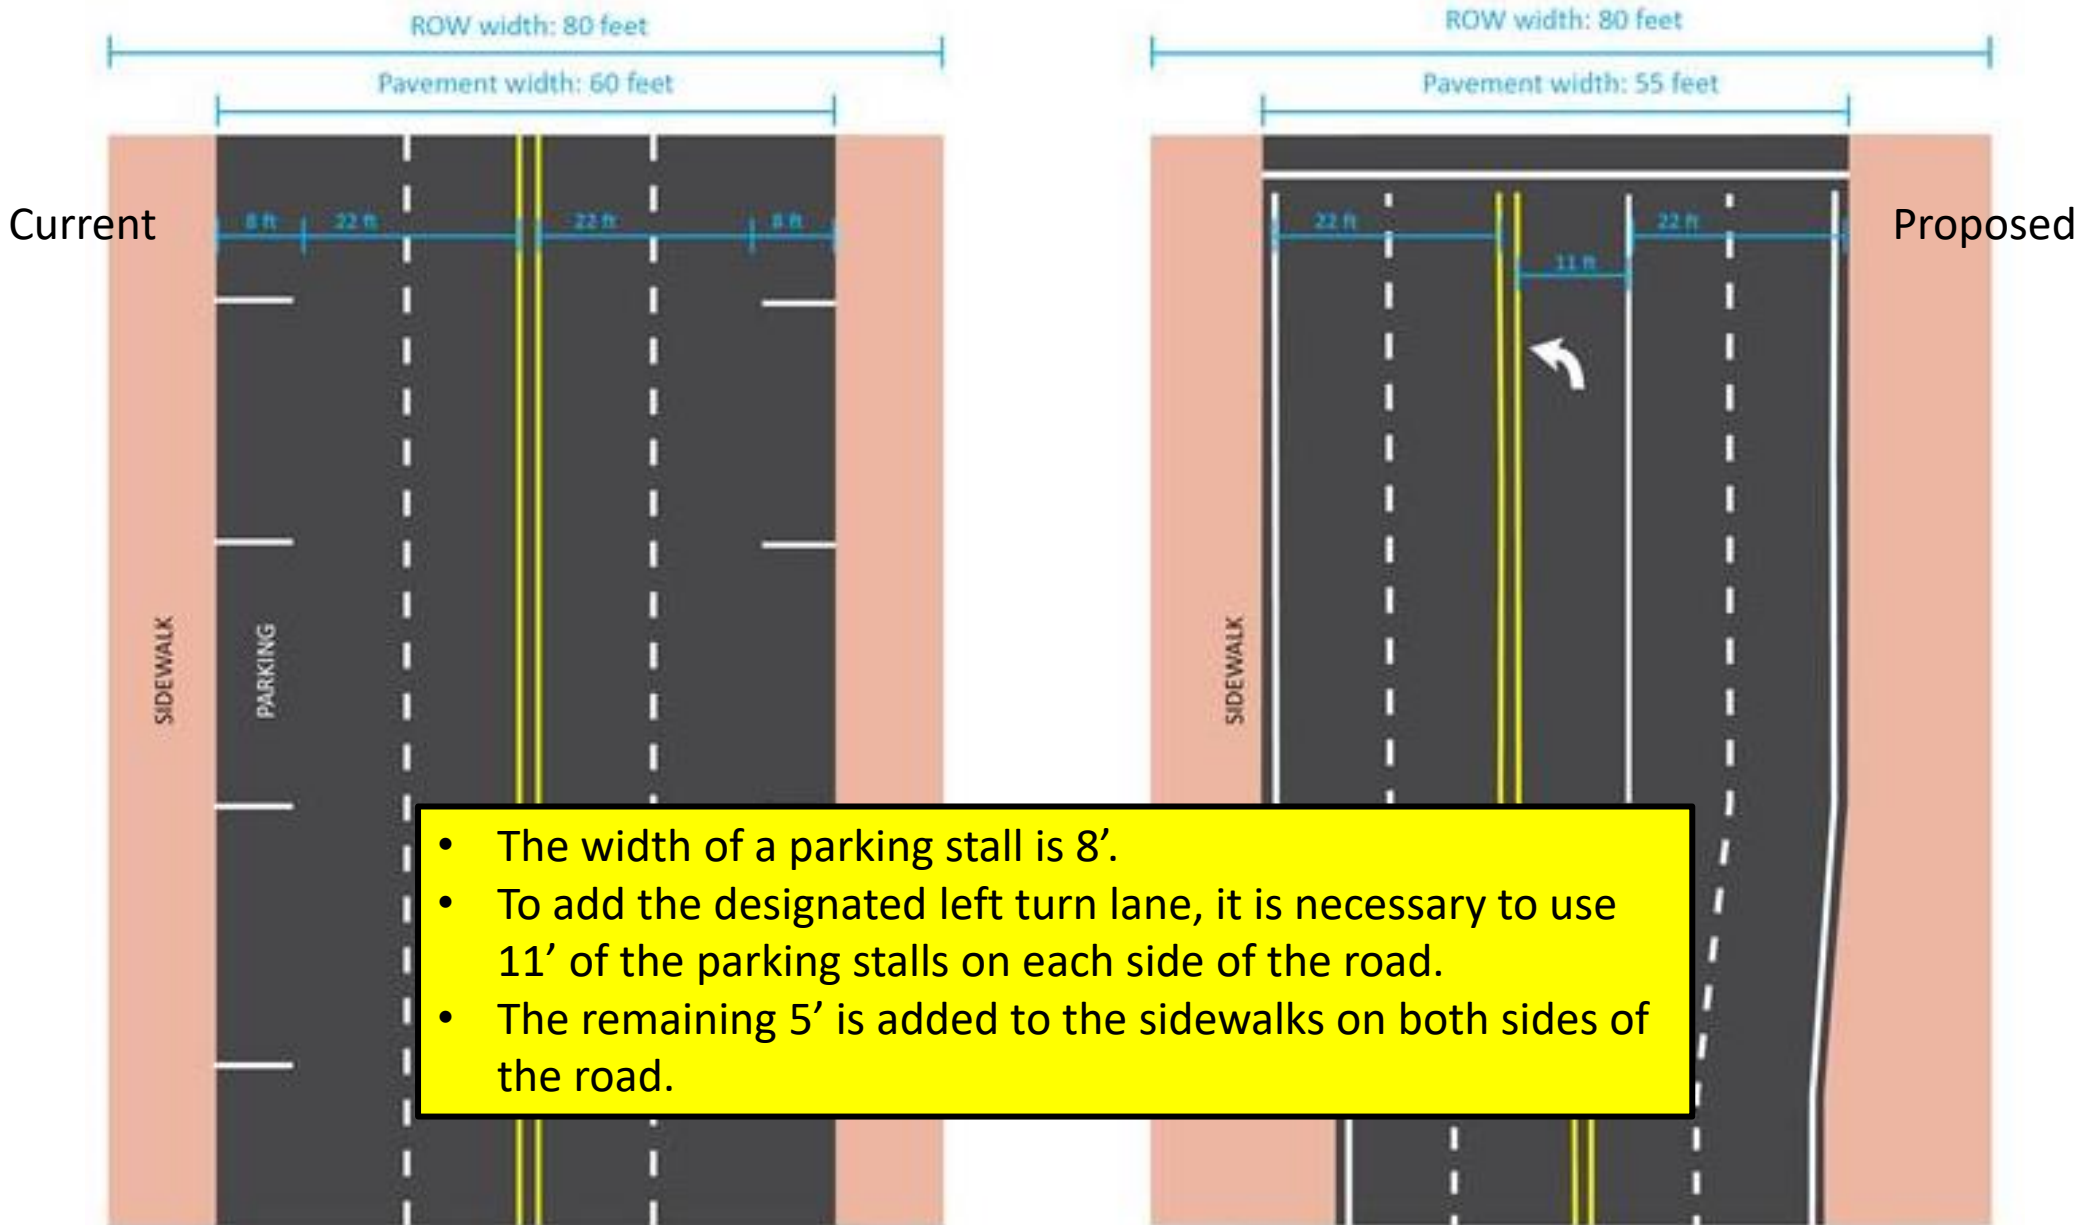 ROW width: 80 feet
Pavement width: 60 feet
Current
8 ft 22 ft 22 ft 8 ft
SIDEWALK
PARKING
ROW width: 80 feet
Pavement width: 55 feet
Proposed
22 ft 22 ft
11 ft
SIDEWALK
• The width of a parking stall is 8’.
• To add the designated left turn lane, it is necessary to use
11’ of the parking stalls on each side of the road.
• The remaining 5’ is added to the sidewalks on both sides of
the road.